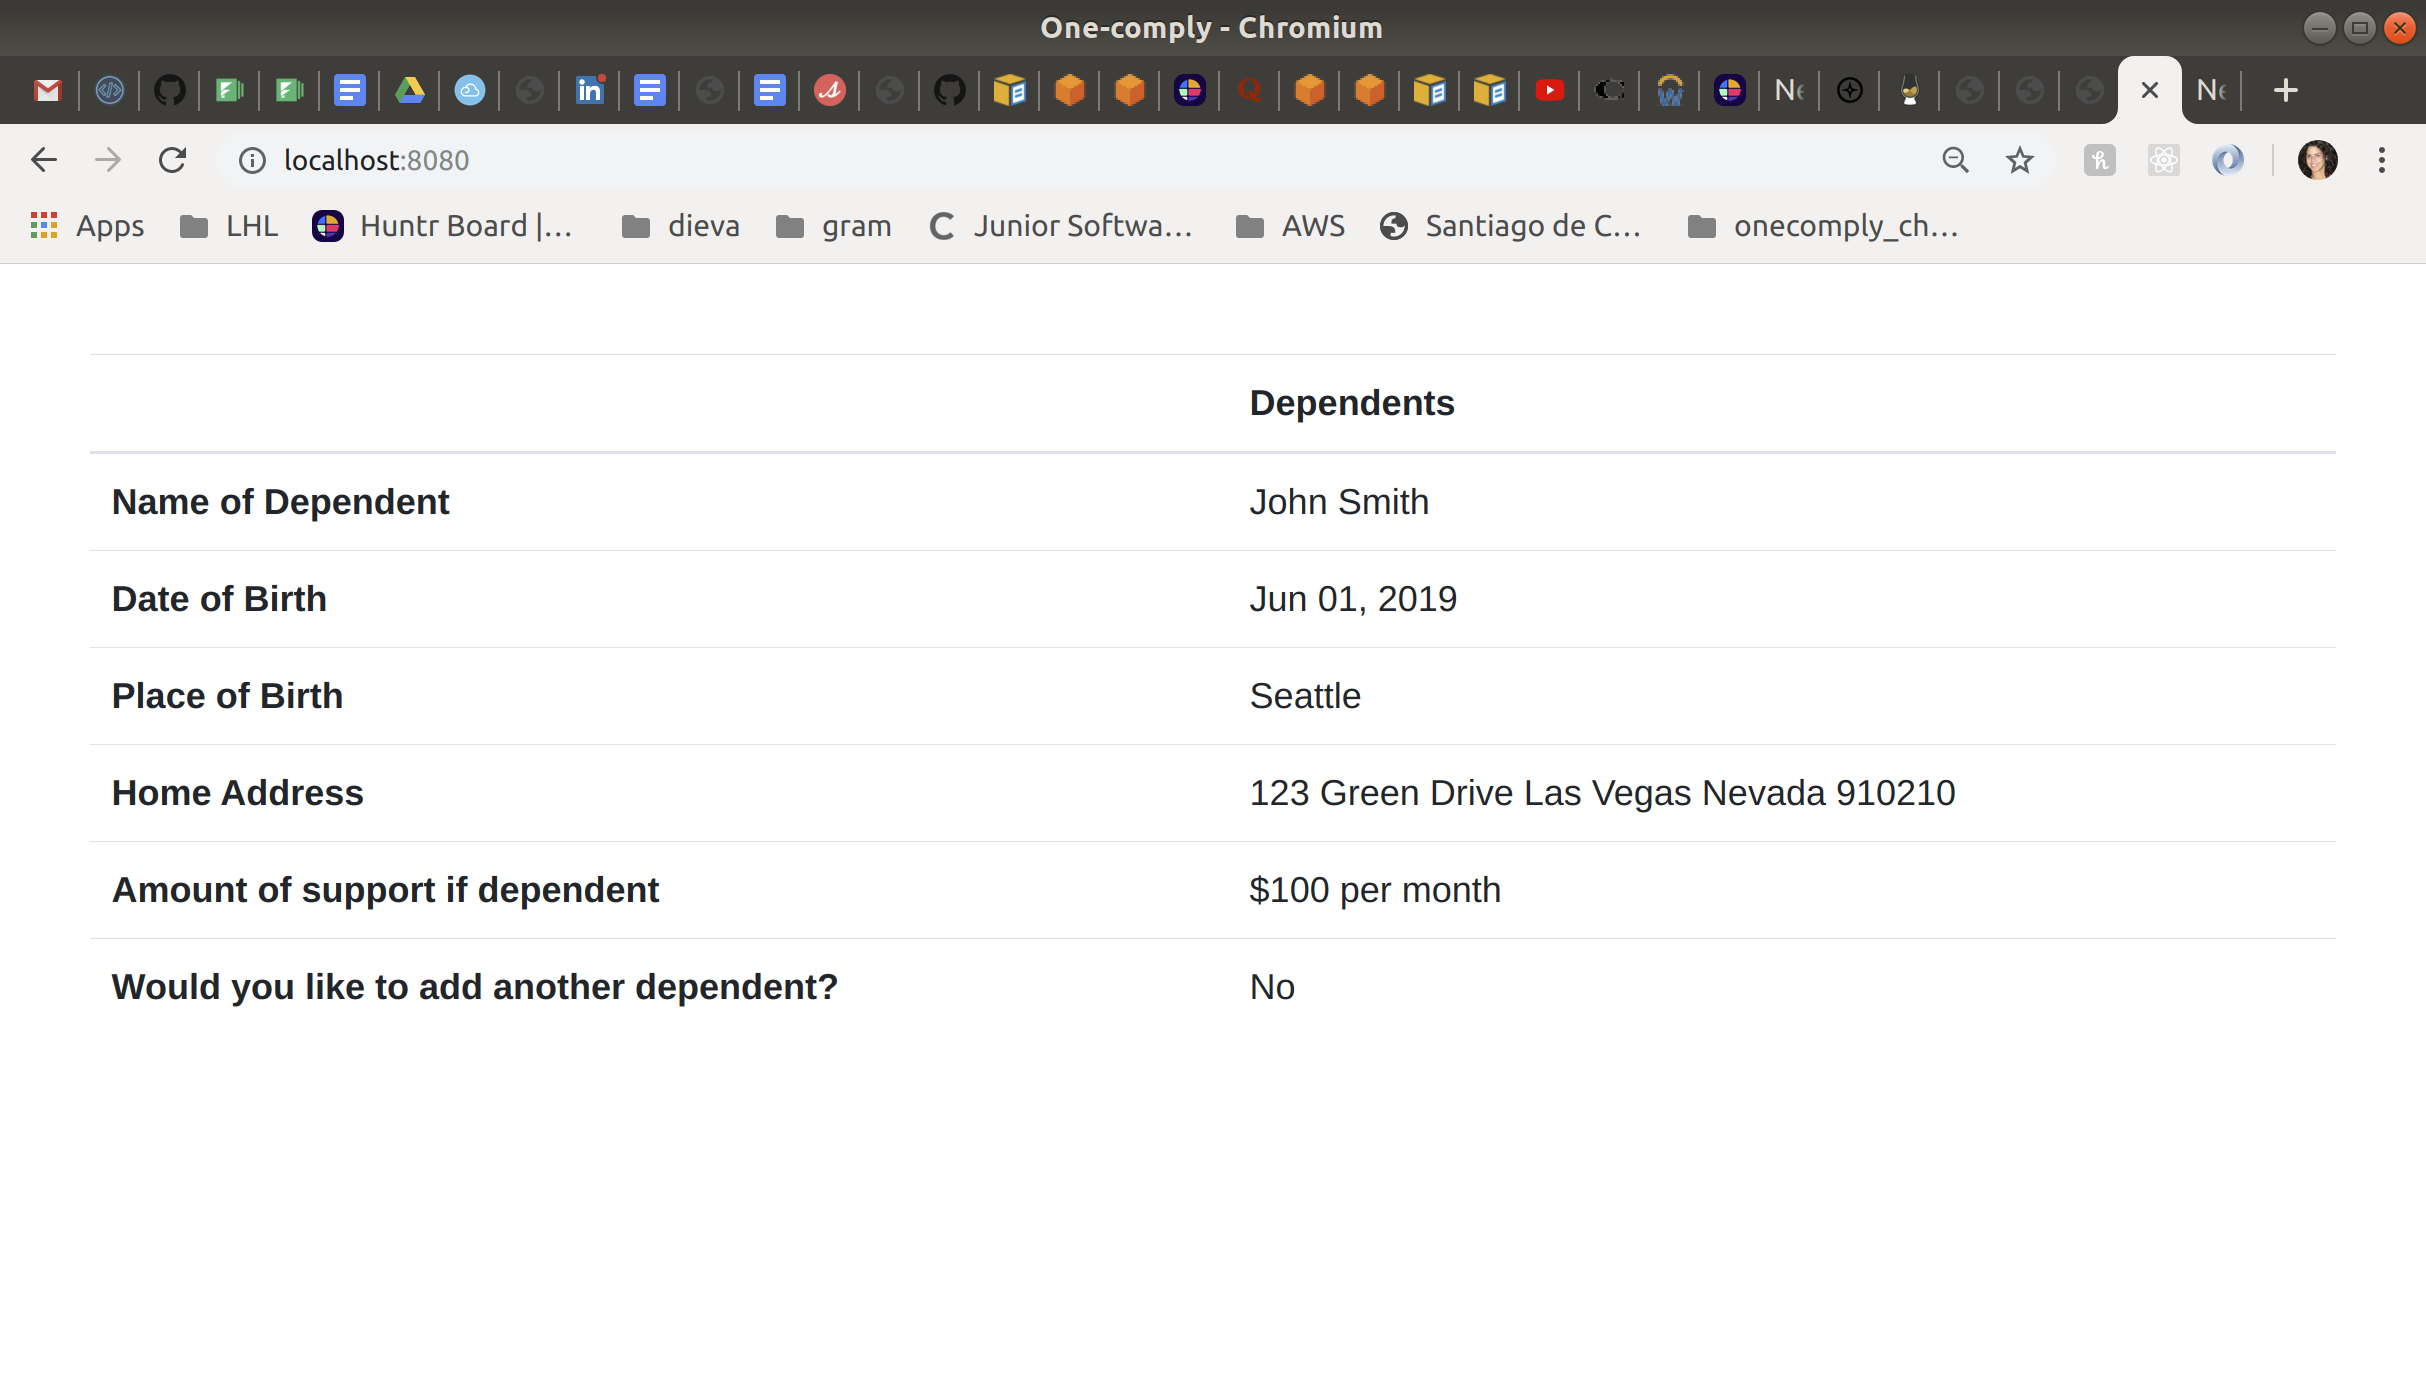 One-comply - Chromium
Ne
Ne
localhost:8080
Apps LHL Huntr Board |... dieva gram Junior Softwa... AWS Santiago de C... onecomply_ch...
Dependents
Name of Dependent John Smith
Date of Birth Jun 01, 2019
Place of Birth Seattle
Home Address 123 Green Drive Las Vegas Nevada 910210
Amount of support if dependent $100 per month
Would you like to add another dependent? No